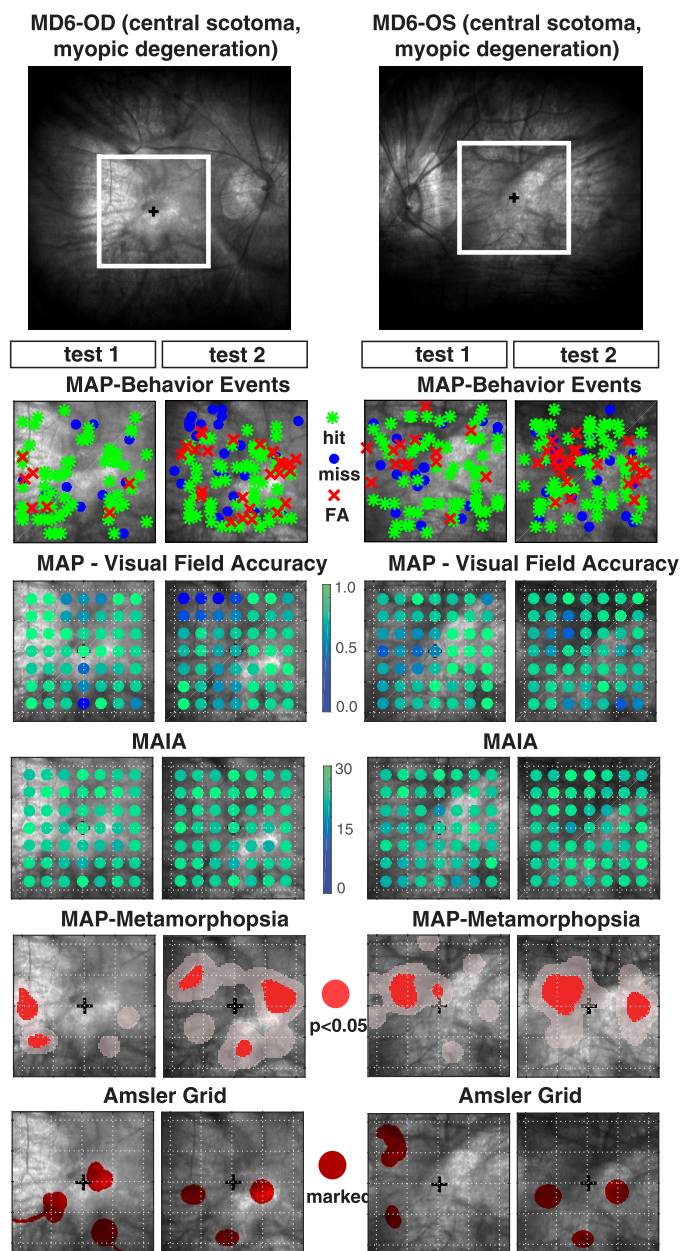 MD6-OD (central scotoma,
myopic degeneration)
MD6-OS (central scotoma,
myopic degeneration)
test 1
test 2
test 1
test 2
MAP-Behavior Events
MAP-Behavior Events
hit
miss
FA
MAP - Visual Field Accuracy
MAP - Visual Field Accuracy
1.0
0.5
0.0
MAIA
MAIA
30
15
0
MAP-Metamorphopsia
MAP-Metamorphopsia
p<0.05
Amsler Grid
Amsler Grid
marked